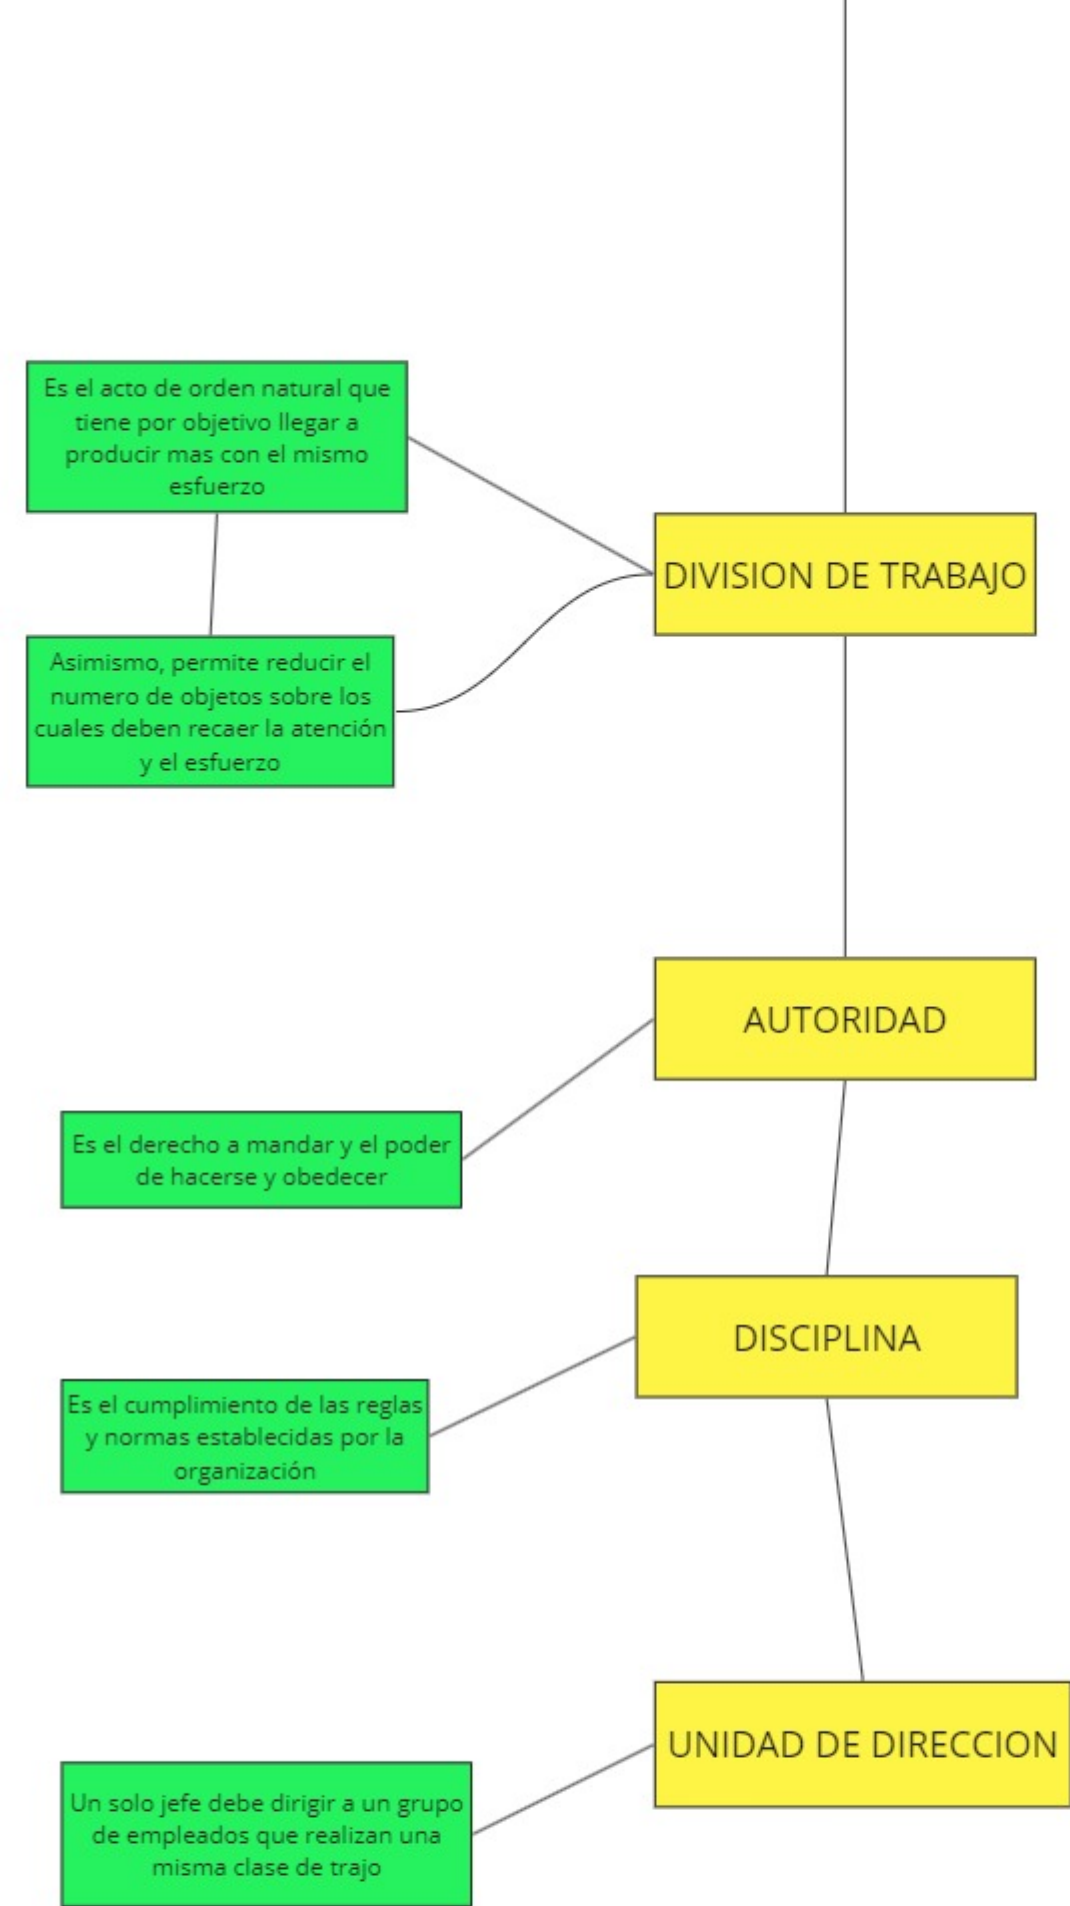 Es el acto de orden natural que
tiene por objetivo llegar a
producir mas con el mismo
esfuerzo
DIVISION DE TRABAJO
Asimismo, permite reducir el
numero de objetos sobre los
cuales deben recaer la atención
y el esfuerzo
AUTORIDAD
Es el derecho a mandar y el poder
de hacerse y obedecer
DISCIPLINA
Es el cumplimiento de las reglas
y normas establecidas por la
organización
UNIDAD DE DIRECCION
Un solo jefe debe dirigir a un grupo
de empleados que realizan una
misma clase de trajo